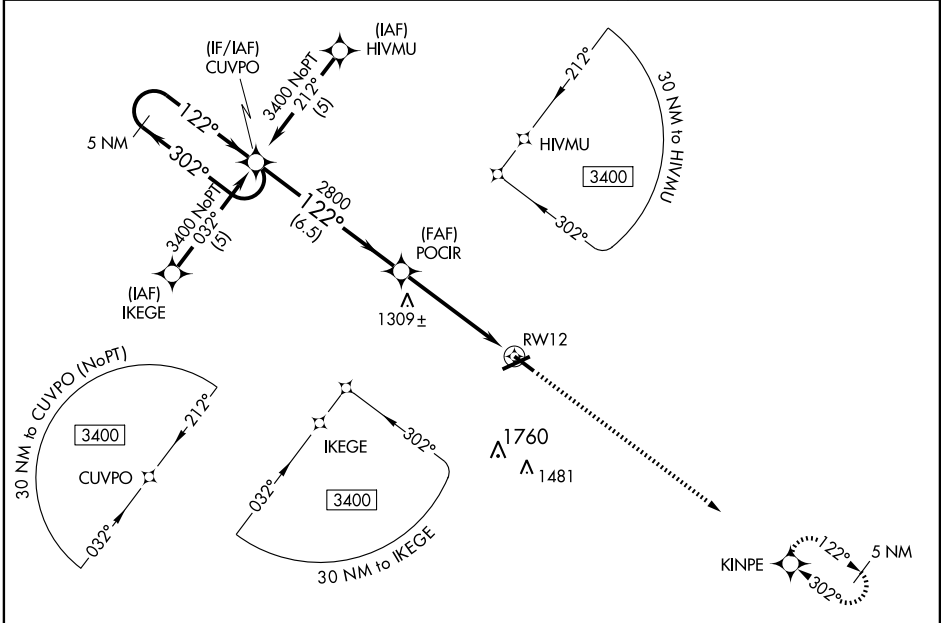 (IAF)
HIVMU
(IF/IAF)
CUVPO
3400 NoPT
212°
(5)
122°
5 NM
302°
3400 NoPT
032°
(5)
(IAF)
IKEGE
2800
122°
(6.5)
(FAF)
POCIR
1309±
RW12
212°
HIVMU
3400
302°
30 NM to HIVMU
30 NM to CUVPO (NoPT)
3400
212°
CUVPO
032°
302°
IKEGE
032°
3400
30 NM to IKEGE
1760
1481
KINPE
122°
5 NM
302°